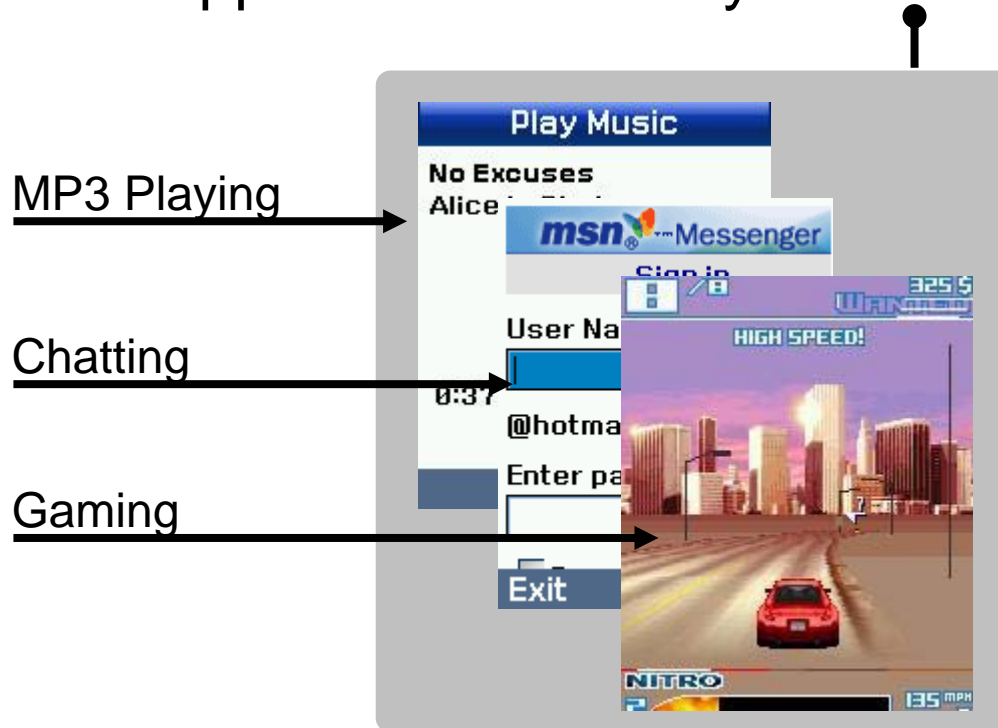 MP3 Playing
Chatting
Gaming
Play Music
No Excuses
Alice
0:37
msn Messenger
Sign in
User Na
@hotma
Enter pa
Exit
325 $
WANTED
HIGH SPEED!
NITRO
135 MPH